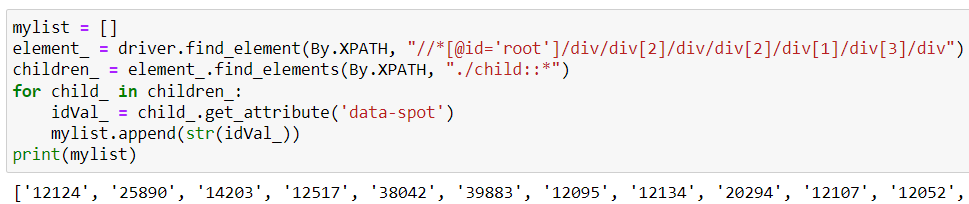 mylist = []
element_ = driver.find_element(By.XPATH, "//*[@id='root']/div/div[2]/div/div[2]/div[1]/div[3]/div")
children_ = element_.find_elements(By.XPATH, "./child::*")
for child_ in children_:
    idVal_ = child_.get_attribute('data-spot')
    mylist.append(str(idVal_))
print(mylist)
['12124', '25890', '14203', '12517', '38042', '39883', '12095', '12134', '20294', '12107', '12052',